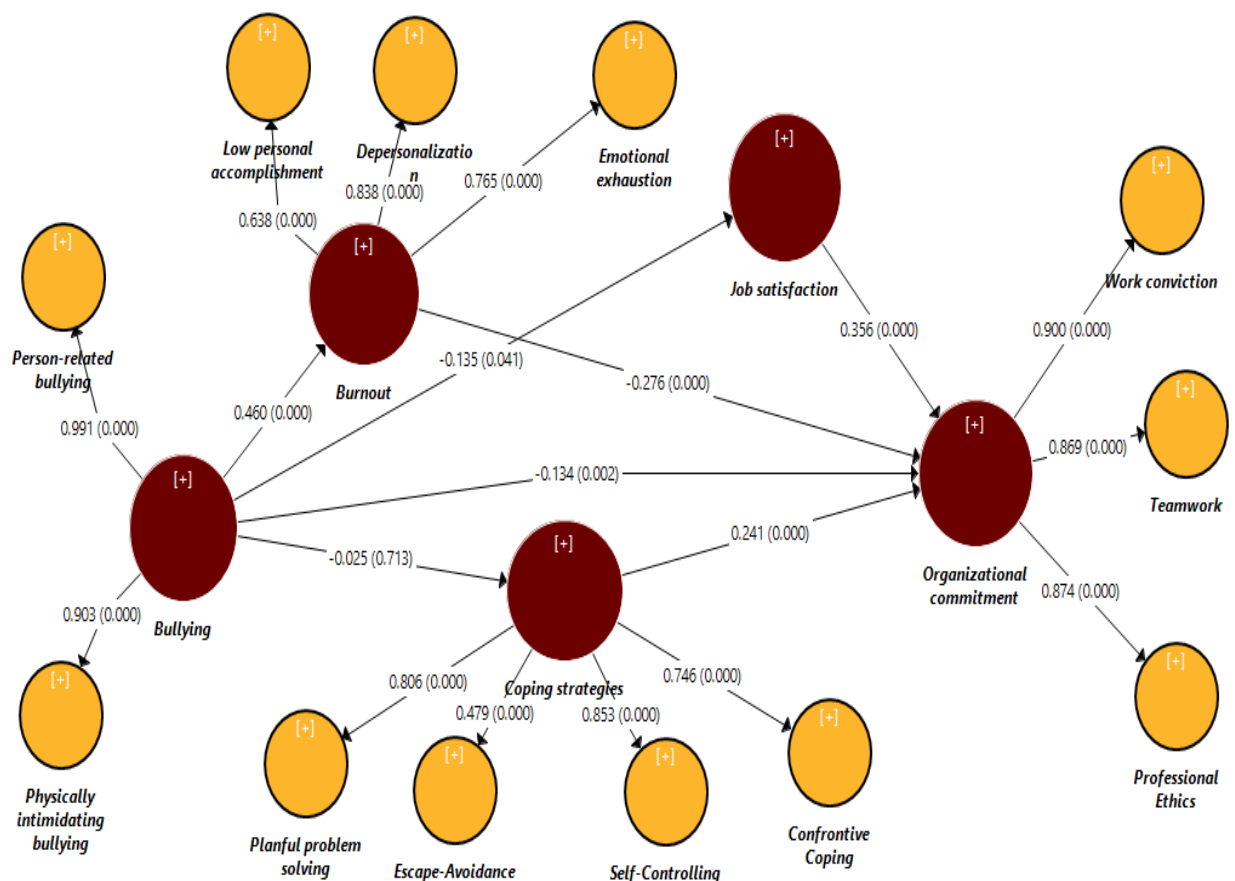 [+]
[+]
[+]
Low personal
accomplishment
Depersonalizatio
n
Emotional
exhaustion
0.638 (0.000)
0.838 (0.000)
0.765 (0.000)
[+]
Job satisfaction
[+]
Work conviction
[+]
Person-related
bullying
[+]
Burnout
0.991 (0.000)
0.460 (0.000)
-0.135 (0.041)
-0.276 (0.000)
0.356 (0.000)
0.900 (0.000)
[+]
Teamwork
0.869 (0.000)
[+]
Bullying
-0.134 (0.002)
-0.025 (0.713)
0.241 (0.000)
[+]
Organizational
commitment
0.874 (0.000)
0.903 (0.000)
[+]
Coping strategies
0.806 (0.000)
0.479 (0.000)
0.853 (0.000)
0.746 (0.000)
[+]
Physically
intimidating
bullying
[+]
Planful problem
solving
[+]
Escape-Avoidance
[+]
Self-Controlling
[+]
Confrontive
Coping
[+]
Professional
Ethics